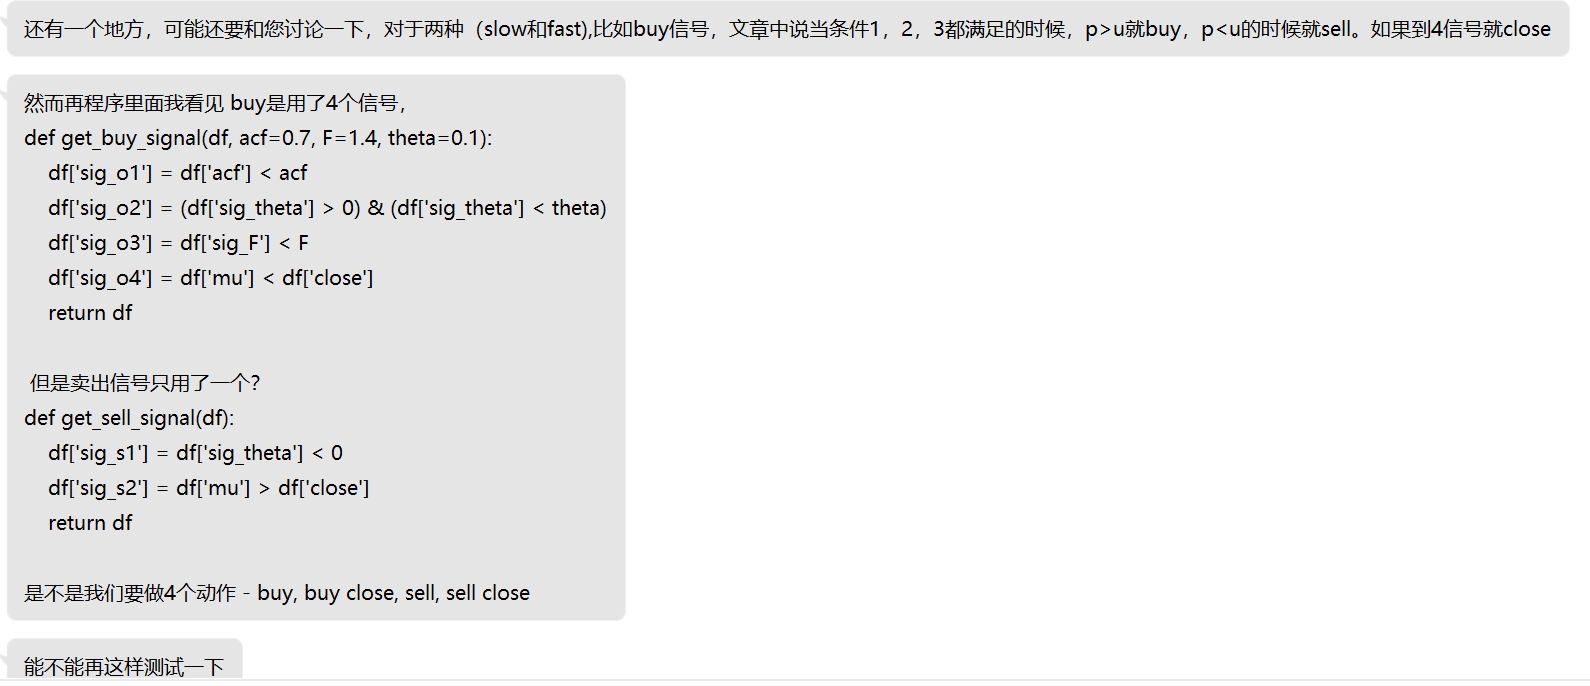 还有一个地方，可能还要和您讨论一下，对于两种（slow和fast),比如buy信号，文章中说当条件1，2，3都满足的时候，p>u就buy，p<u的时候就sell。如果到4信号就close
然而再程序里面我看见 buy是用了4个信号，
def get_buy_signal(df, acf=0.7, F=1.4, theta=0.1):
    df['sig_o1'] = df['acf'] < acf
    df['sig_o2'] = (df['sig_theta'] > 0) & (df['sig_theta'] < theta)
    df['sig_o3'] = df['sig_F'] < F
    df['sig_o4'] = df['mu'] < df['close']
    return df
但是卖出信号只用了一个？
def get_sell_signal(df):
    df['sig_s1'] = df['sig_theta'] < 0
    df['sig_s2'] = df['mu'] > df['close']
    return df
是不是我们要做4个动作 - buy, buy close, sell, sell close
能不能再这样测试一下